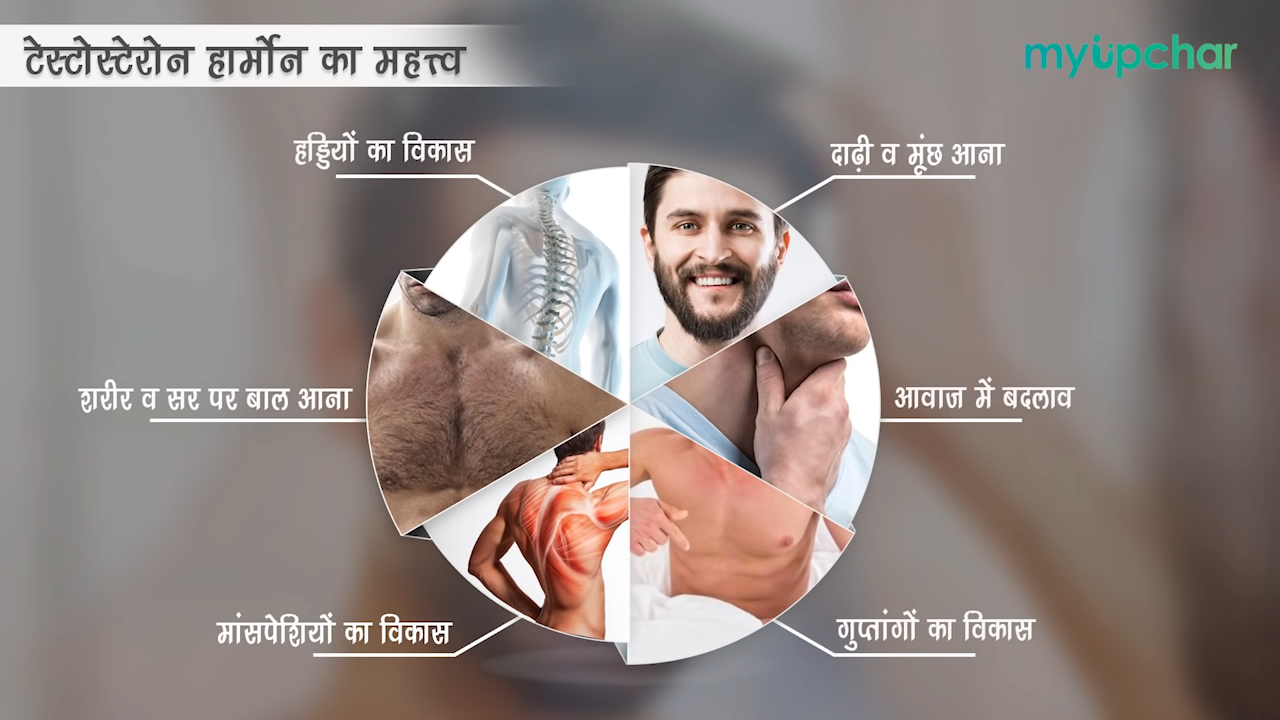 टेस्टोस्टेरोन हार्मोन का महत्त्व
myUpchar
हड्डियों का विकास
दाढ़ी व मूंछ आना
शरीर व सर पर बाल आना
आवाज में बदलाव
मांसपेशियों का विकास
गुप्तांगों का विकास